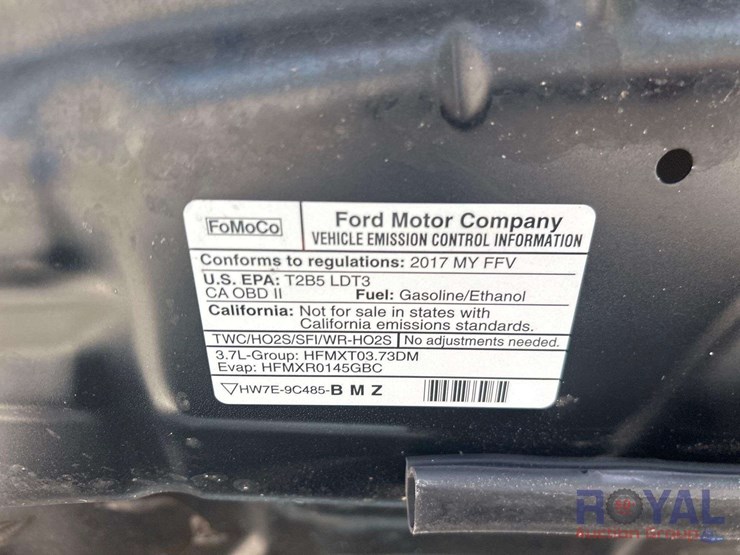 FoMoCo
Ford Motor Company
VEHICLE EMISSION CONTROL INFORMATION
Conforms to regulations: 2017 MY FFV
U.S. EPA: T2B5 LDT3
CA OBD II Fuel: Gasoline/Ethanol
California: Not for sale in states with
California emissions standards.
TWC/HO2S/SFI/WR-HO2S No adjustments needed.
3.7L-Group: HFMXT03.73DM
Evap: HFMXR0145GBC
HW7E-9C485-B M Z
ROYAL
Auction Group